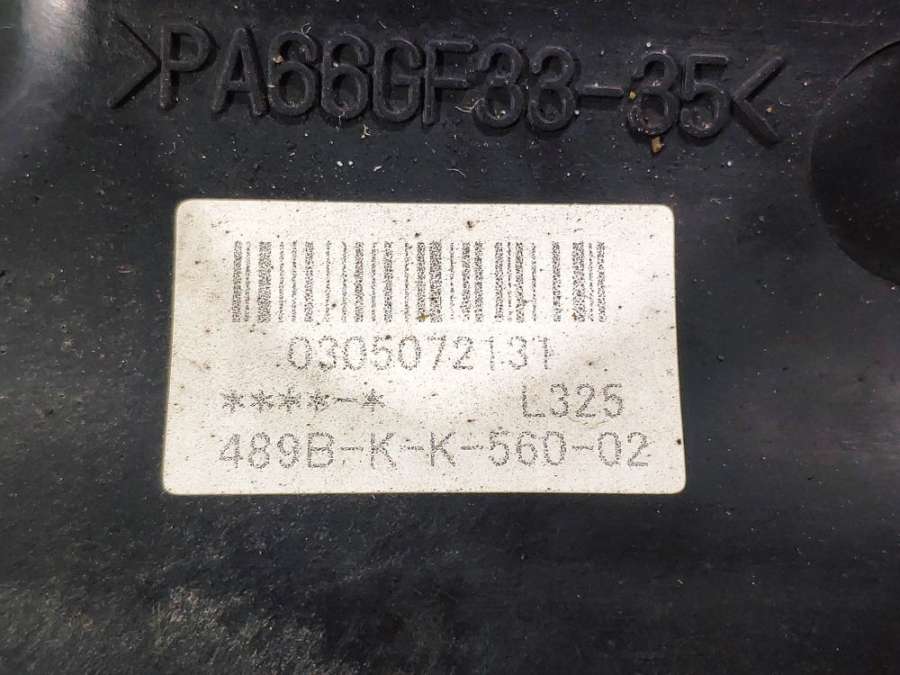 >PA66GF33-35<
0305072131
****-* L325
489B-K-K-560-02